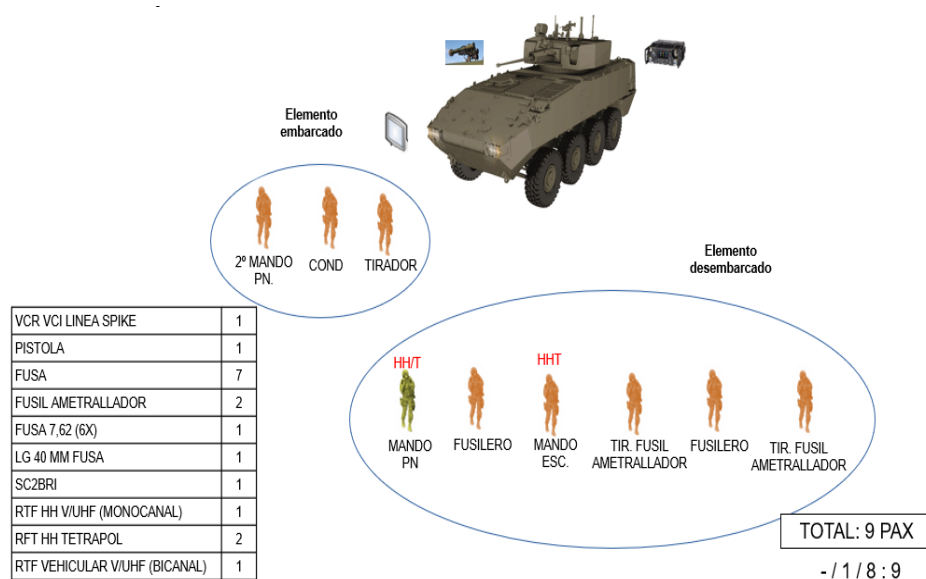 Elemento
embarcado
2º MANDO
PN.
COND
TIRADOR
Elemento
desembarcado
VCR VCI LINEA SPIKE 1
PISTOLA 1
FUSA 7
FUSIL AMETRALLADOR 2
FUSA 7,62 (6X) 1
LG 40 MM FUSA 1
SC2BRI 1
RTF HH V/UHF (MONOCANAL) 1
RFT HH TETRAPOL 2
RTF VEHICULAR V/UHF (BICANAL) 1
HH/T
MANDO
PN
FUSILERO
HHT
MANDO
ESC.
TIR. FUSIL
AMETRALLADOR
FUSILERO
TIR. FUSIL
AMETRALLADOR
TOTAL: 9 PAX
- / 1 / 8 : 9